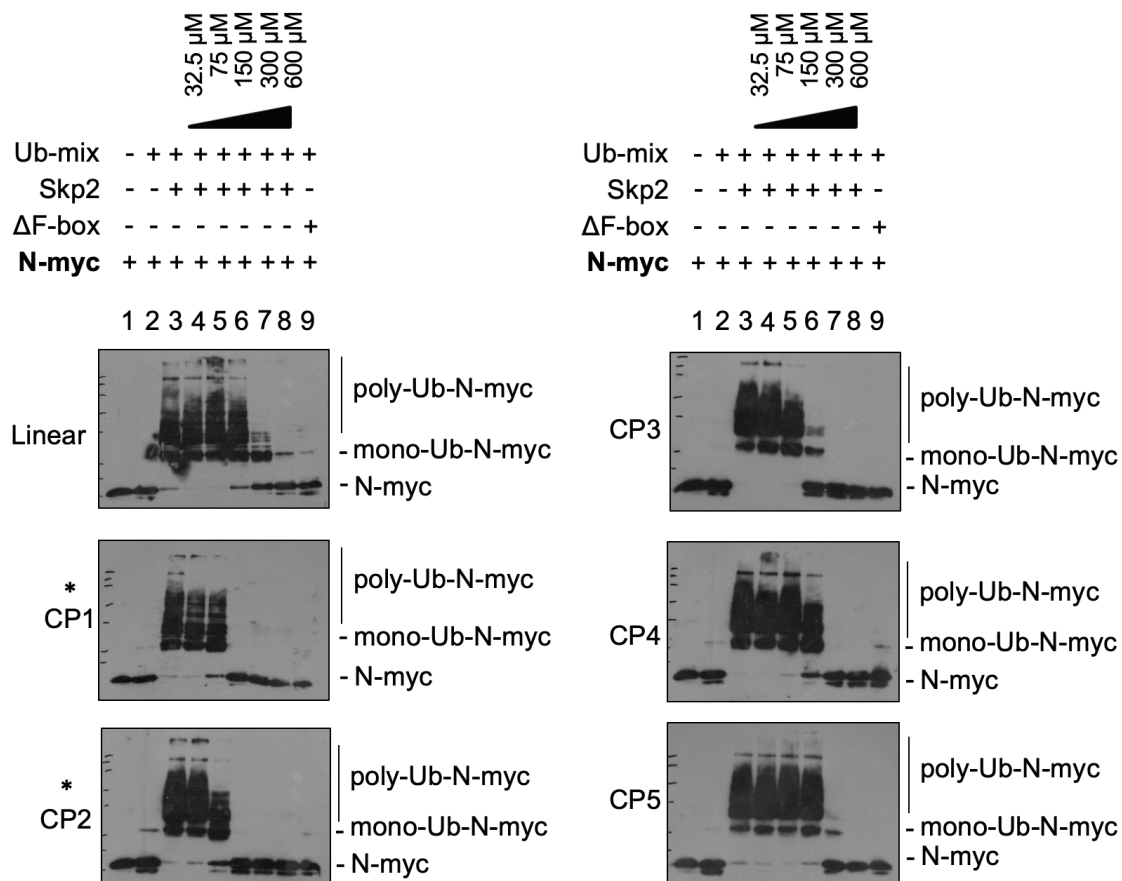 32.5 µM
75 µM
150 µM
300 µM
600 µM
Ub-mix - + + + + + + + +
Skp2 - - + + + + + + -
ΔF-box - - - - - - - - +
N-myc + + + + + + + + +
1 2 3 4 5 6 7 8 9
Linear
poly-Ub-N-myc
- mono-Ub-N-myc
- N-myc
*
CP1
poly-Ub-N-myc
- mono-Ub-N-myc
- N-myc
*
CP2
poly-Ub-N-myc
- mono-Ub-N-myc
- N-myc
32.5 µM
75 µM
150 µM
300 µM
600 µM
Ub-mix - + + + + + + + +
Skp2 - - + + + + + + -
ΔF-box - - - - - - - - +
N-myc + + + + + + + + +
1 2 3 4 5 6 7 8 9
CP3
poly-Ub-N-myc
- mono-Ub-N-myc
- N-myc
CP4
poly-Ub-N-myc
- mono-Ub-N-myc
- N-myc
CP5
poly-Ub-N-myc
- mono-Ub-N-myc
- N-myc